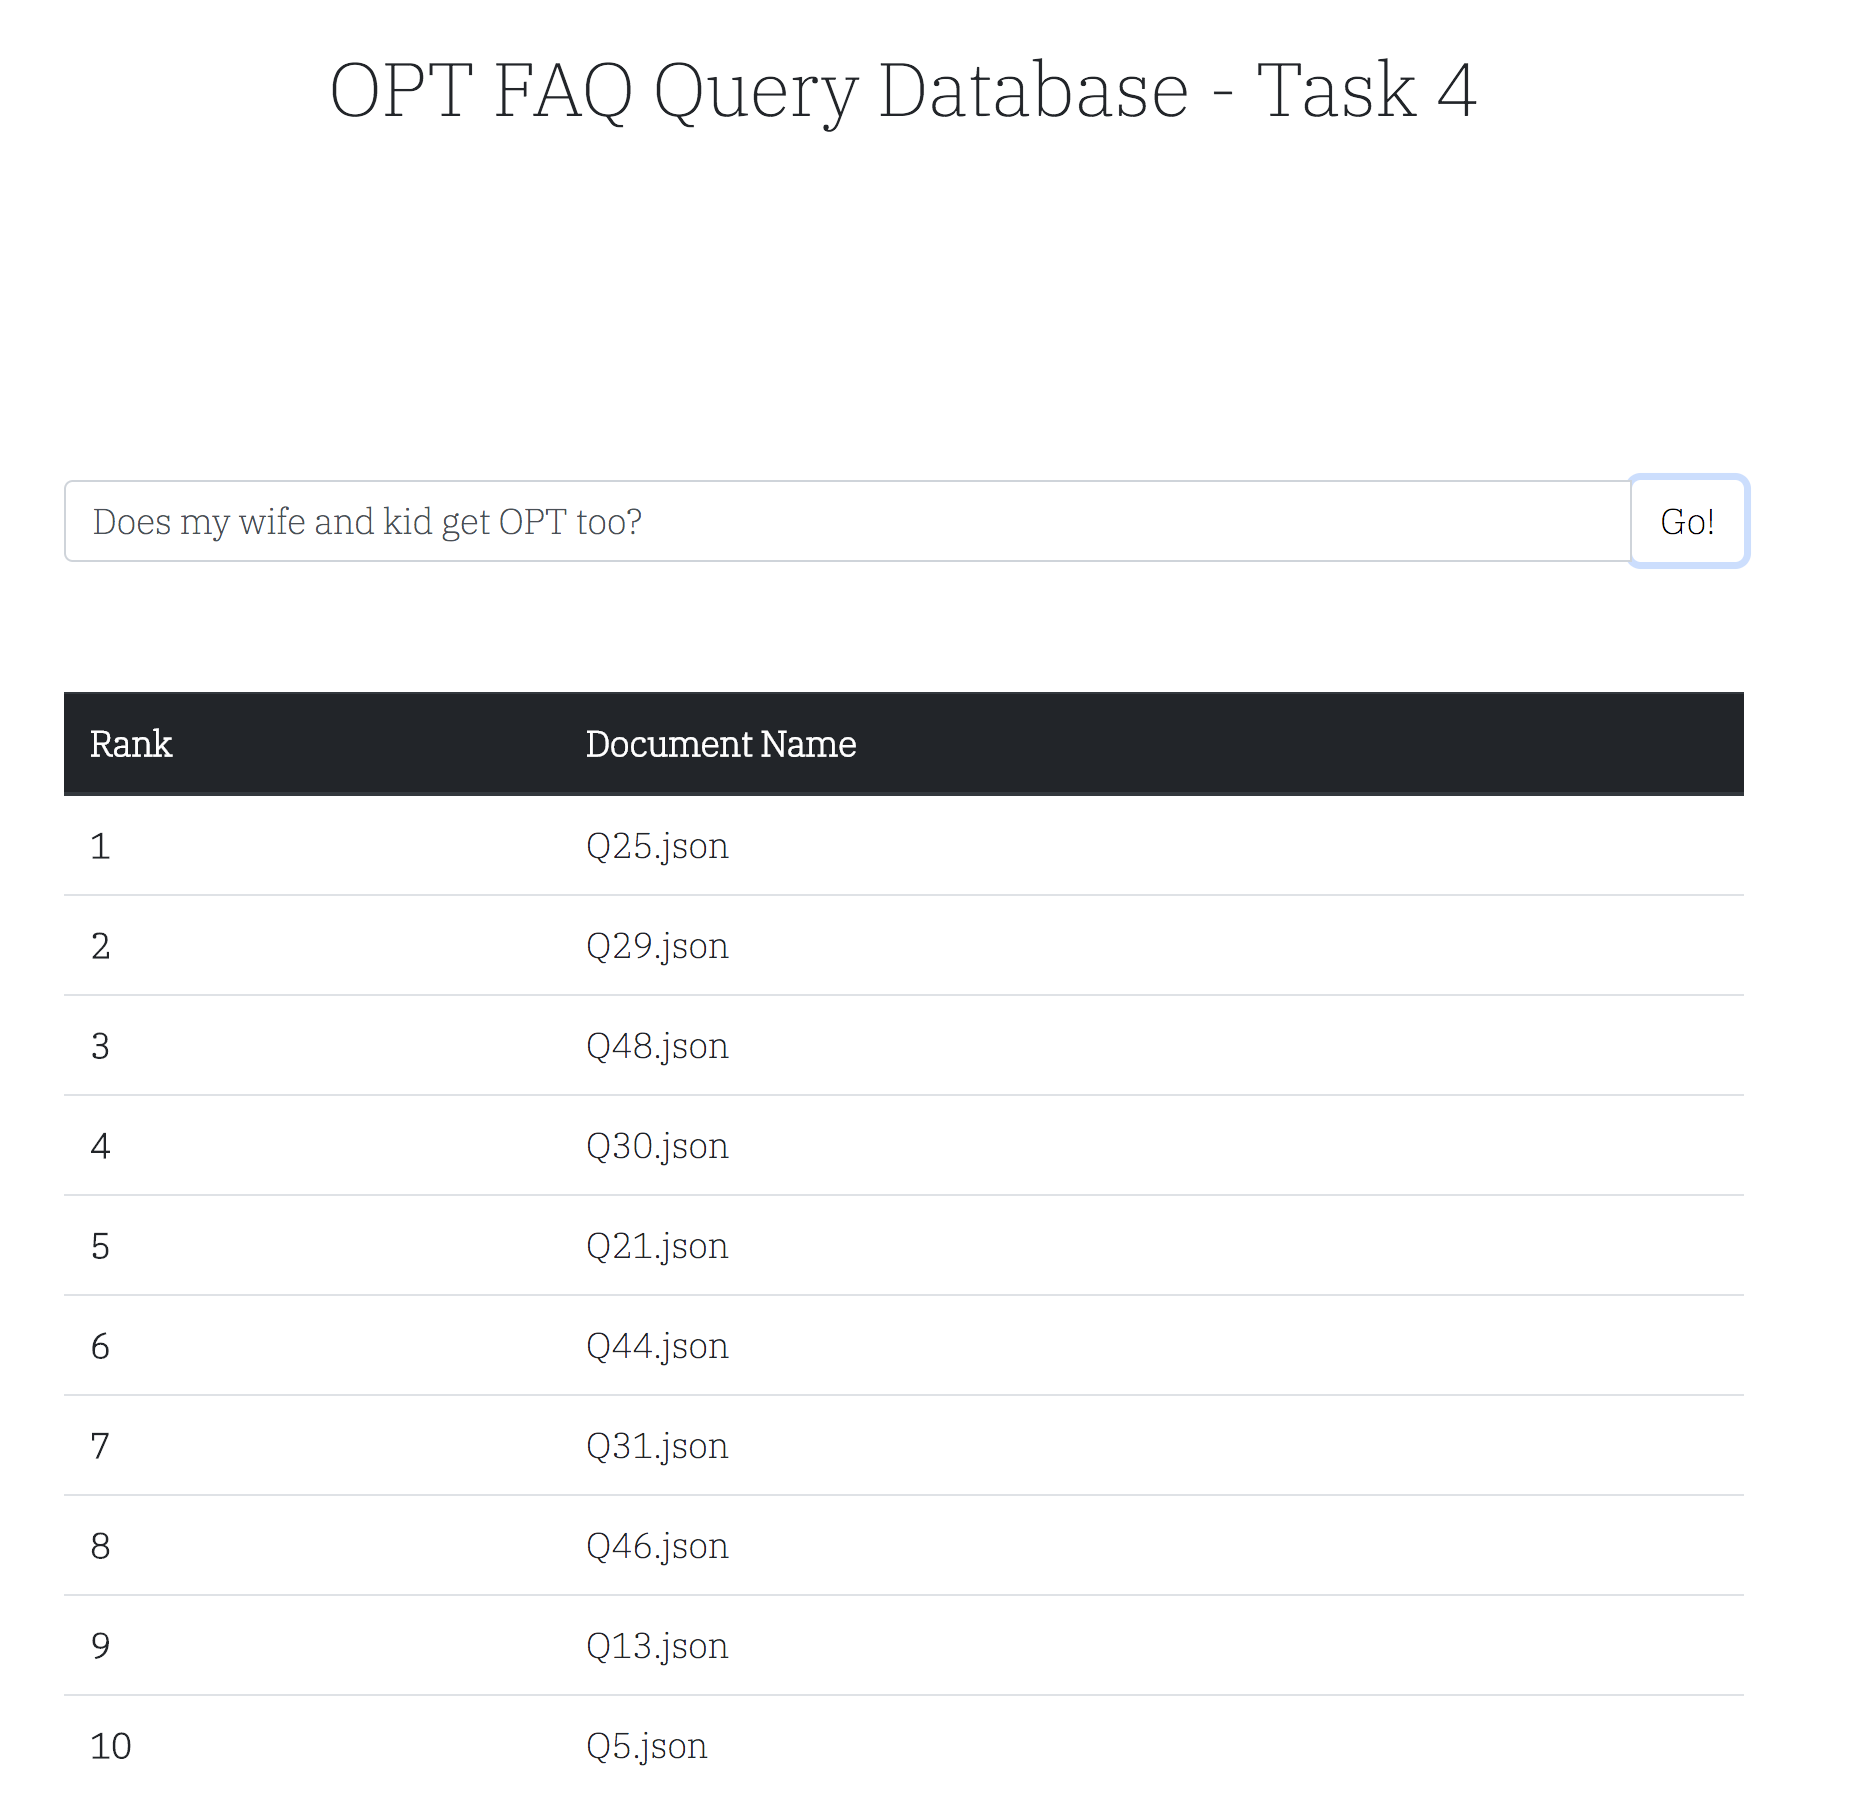 OPT FAQ Query Database - Task 4
Does my wife and kid get OPT too? Go!
Rank Document Name
1 Q25.json
2 Q29.json
3 Q48.json
4 Q30.json
5 Q21.json
6 Q44.json
7 Q31.json
8 Q46.json
9 Q13.json
10 Q5.json